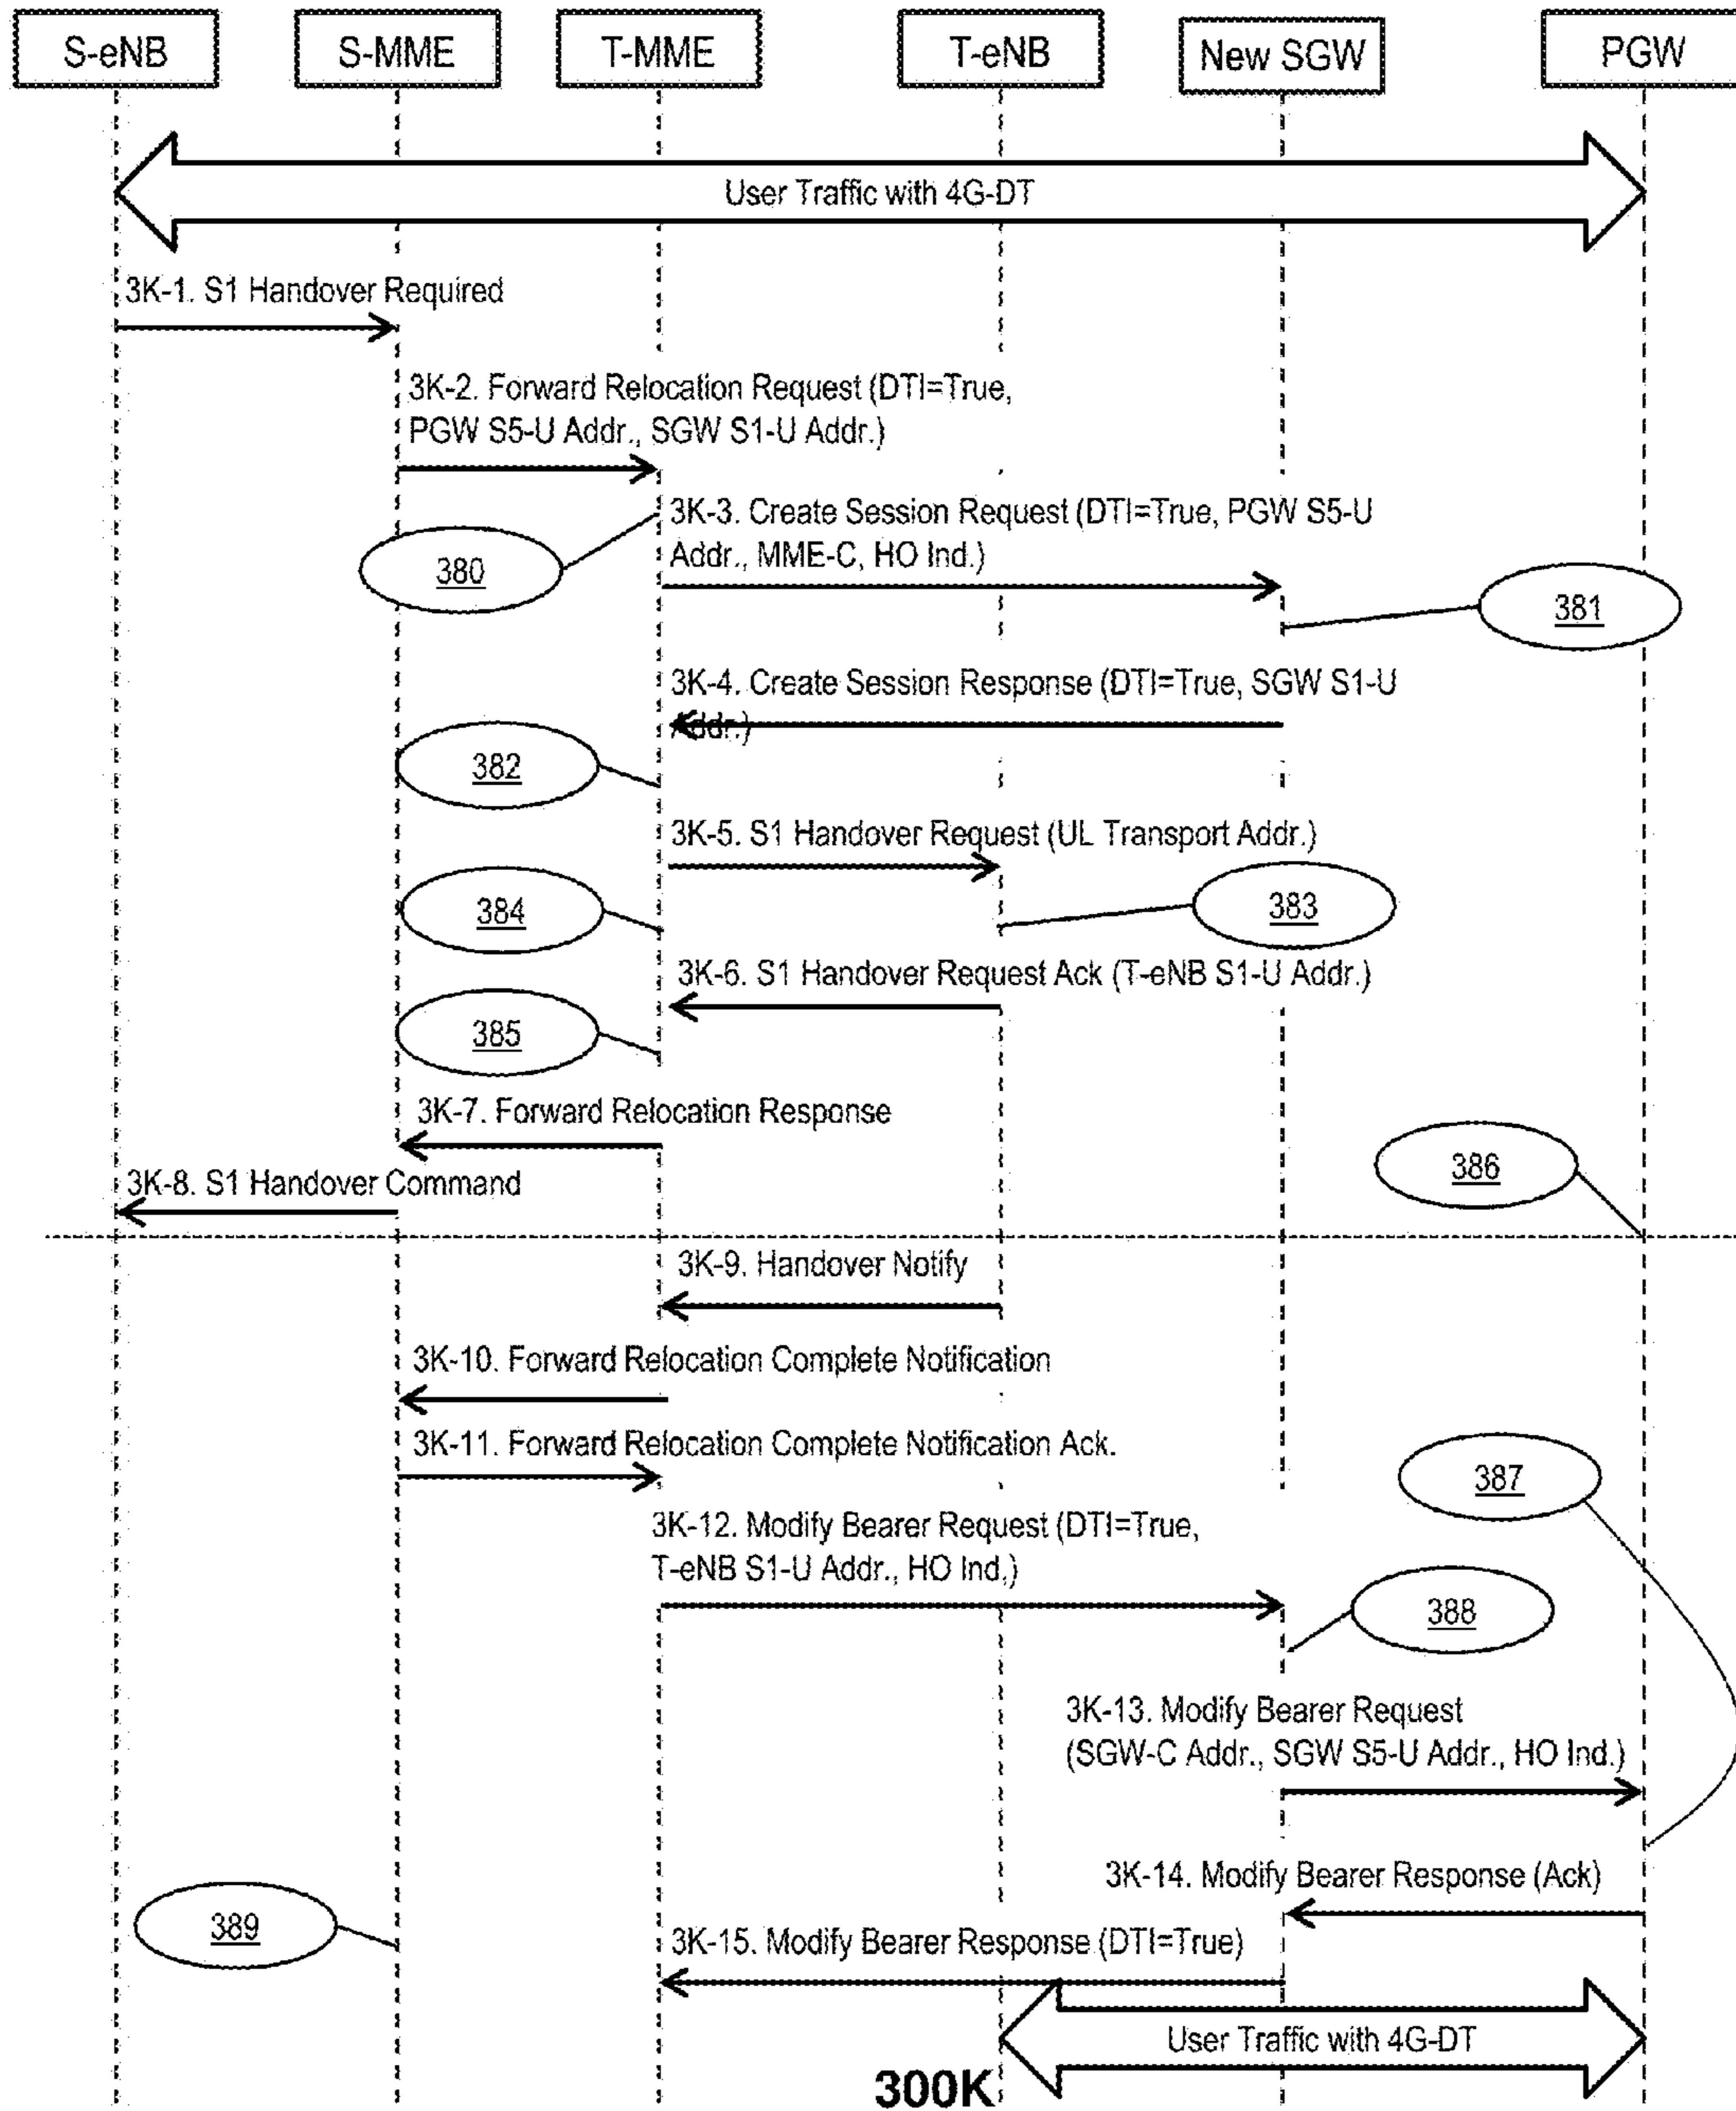 S-eNB
S-MME
T-MME
T-eNB
New SGW
PGW
User Traffic with 4G-DT
3K-1. S1 Handover Required
3K-2. Forward Relocation Request (DTI=True,
PGW S5-U Addr., SGW S1-U Addr.)
3K-3. Create Session Request (DTI=True, PGW S5-U
Addr., MME-C, HO Ind.)
380
381
3K-4. Create Session Response (DTI=True, SGW S1-U
Addr.)
382
3K-5. S1 Handover Request (UL Transport Addr.)
384
383
3K-6. S1 Handover Request Ack (T-eNB S1-U Addr.)
385
3K-7. Forward Relocation Response
386
3K-8. S1 Handover Command
3K-9. Handover Notify
3K-10. Forward Relocation Complete Notification
3K-11. Forward Relocation Complete Notification Ack.
387
3K-12. Modify Bearer Request (DTI=True,
T-eNB S1-U Addr., HO Ind.)
388
3K-13. Modify Bearer Request
(SGW-C Addr., SGW S5-U Addr., HO Ind.)
3K-14. Modify Bearer Response (Ack)
389
3K-15. Modify Bearer Response (DTI=True)
User Traffic with 4G-DT
300K